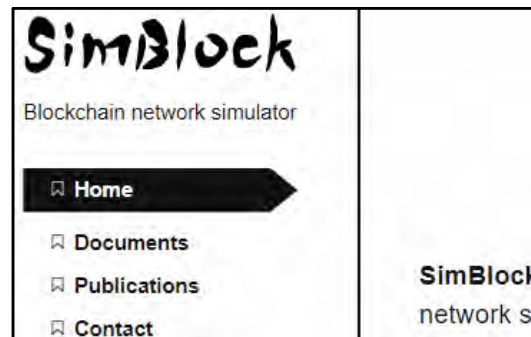 SimBlock
Blockchain network simulator
Home
Documents
Publications
Contact
SimBlock
network s